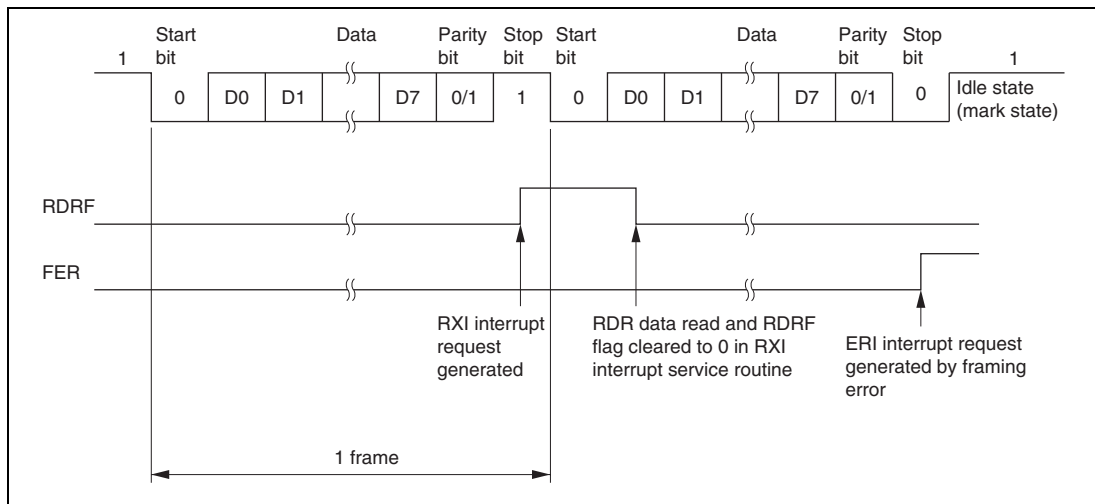 1
Start bit
Data
Parity bit
Stop bit
Start bit
Data
Parity bit
Stop bit
1
0
D0
D1
D7
0/1
1
0
D0
D1
D7
0/1
0
Idle state
(mark state)
RDRF
FER
RXI interrupt
request
generated
RDR data read and RDRF
flag cleared to 0 in RXI
interrupt service routine
ERI interrupt request
generated by framing
error
1 frame